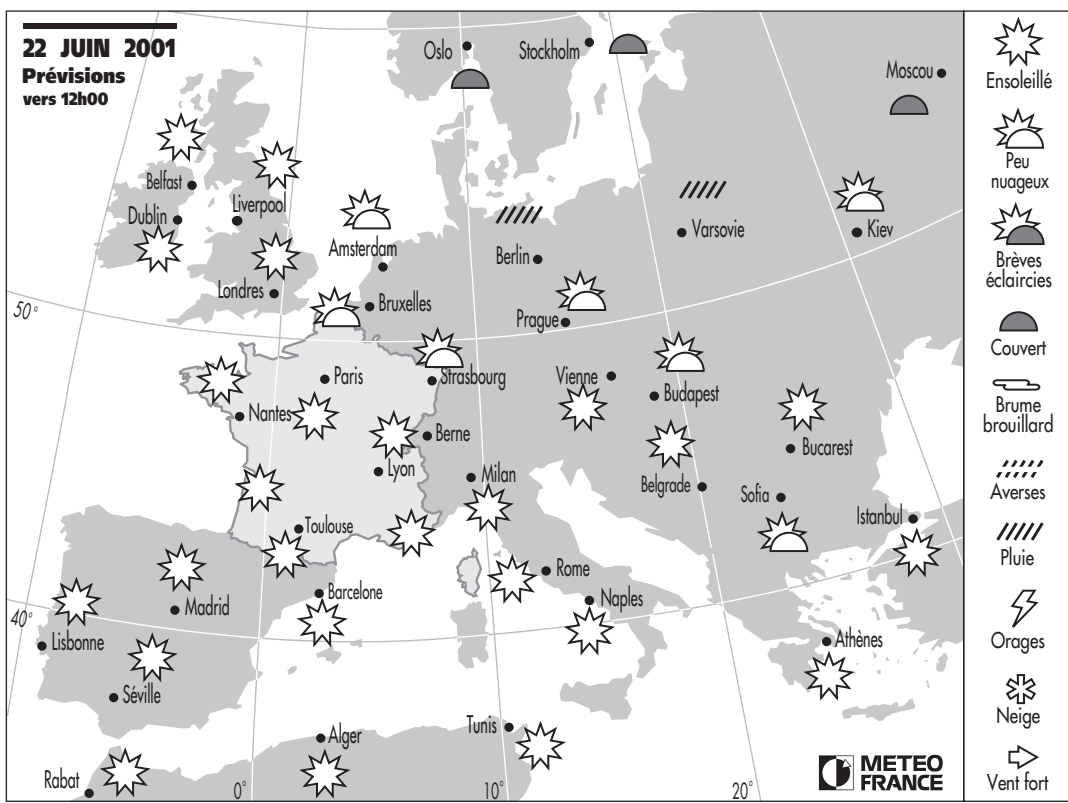 22 JUIN 2001
Prévisions
vers 12h00
Oslo
Stockholm
Moscou
Belfast
Dublin
Liverpool
Amsterdam
Berlin
Varsovie
Kiev
Londres
Bruxelles
50°
Prague
Paris
Strasbourg
Vienne
Budapest
Nantes
Berne
Bucarest
Lyon
Milan
Belgrade
Sofia
Istanbul
Toulouse
Rome
Barcelone
Naples
Madrid
40°
Lisbonne
Athènes
Séville
Tunis
Alger
Rabat
0°
10°
20°
METEO
FRANCE
Ensoleillé
Peu
nuageux
Brèves
éclaircies
Couvert
Brume
brouillard
Averses
Pluie
Orages
Neige
Vent fort